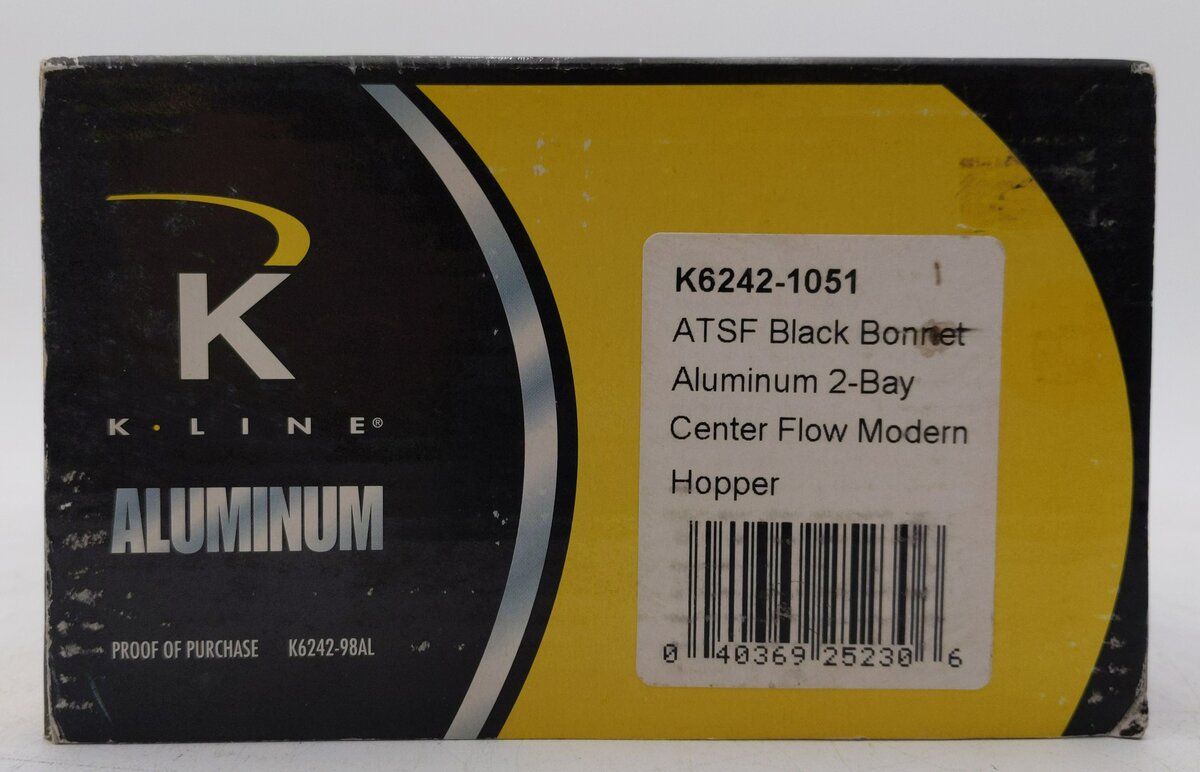 K
K·LINE®
ALUMINUM
PROOF OF PURCHASE K6242-98AL
K6242-1051
ATSF Black Bonnet
Aluminum 2-Bay
Center Flow Modern
Hopper
0 40369 25230 6